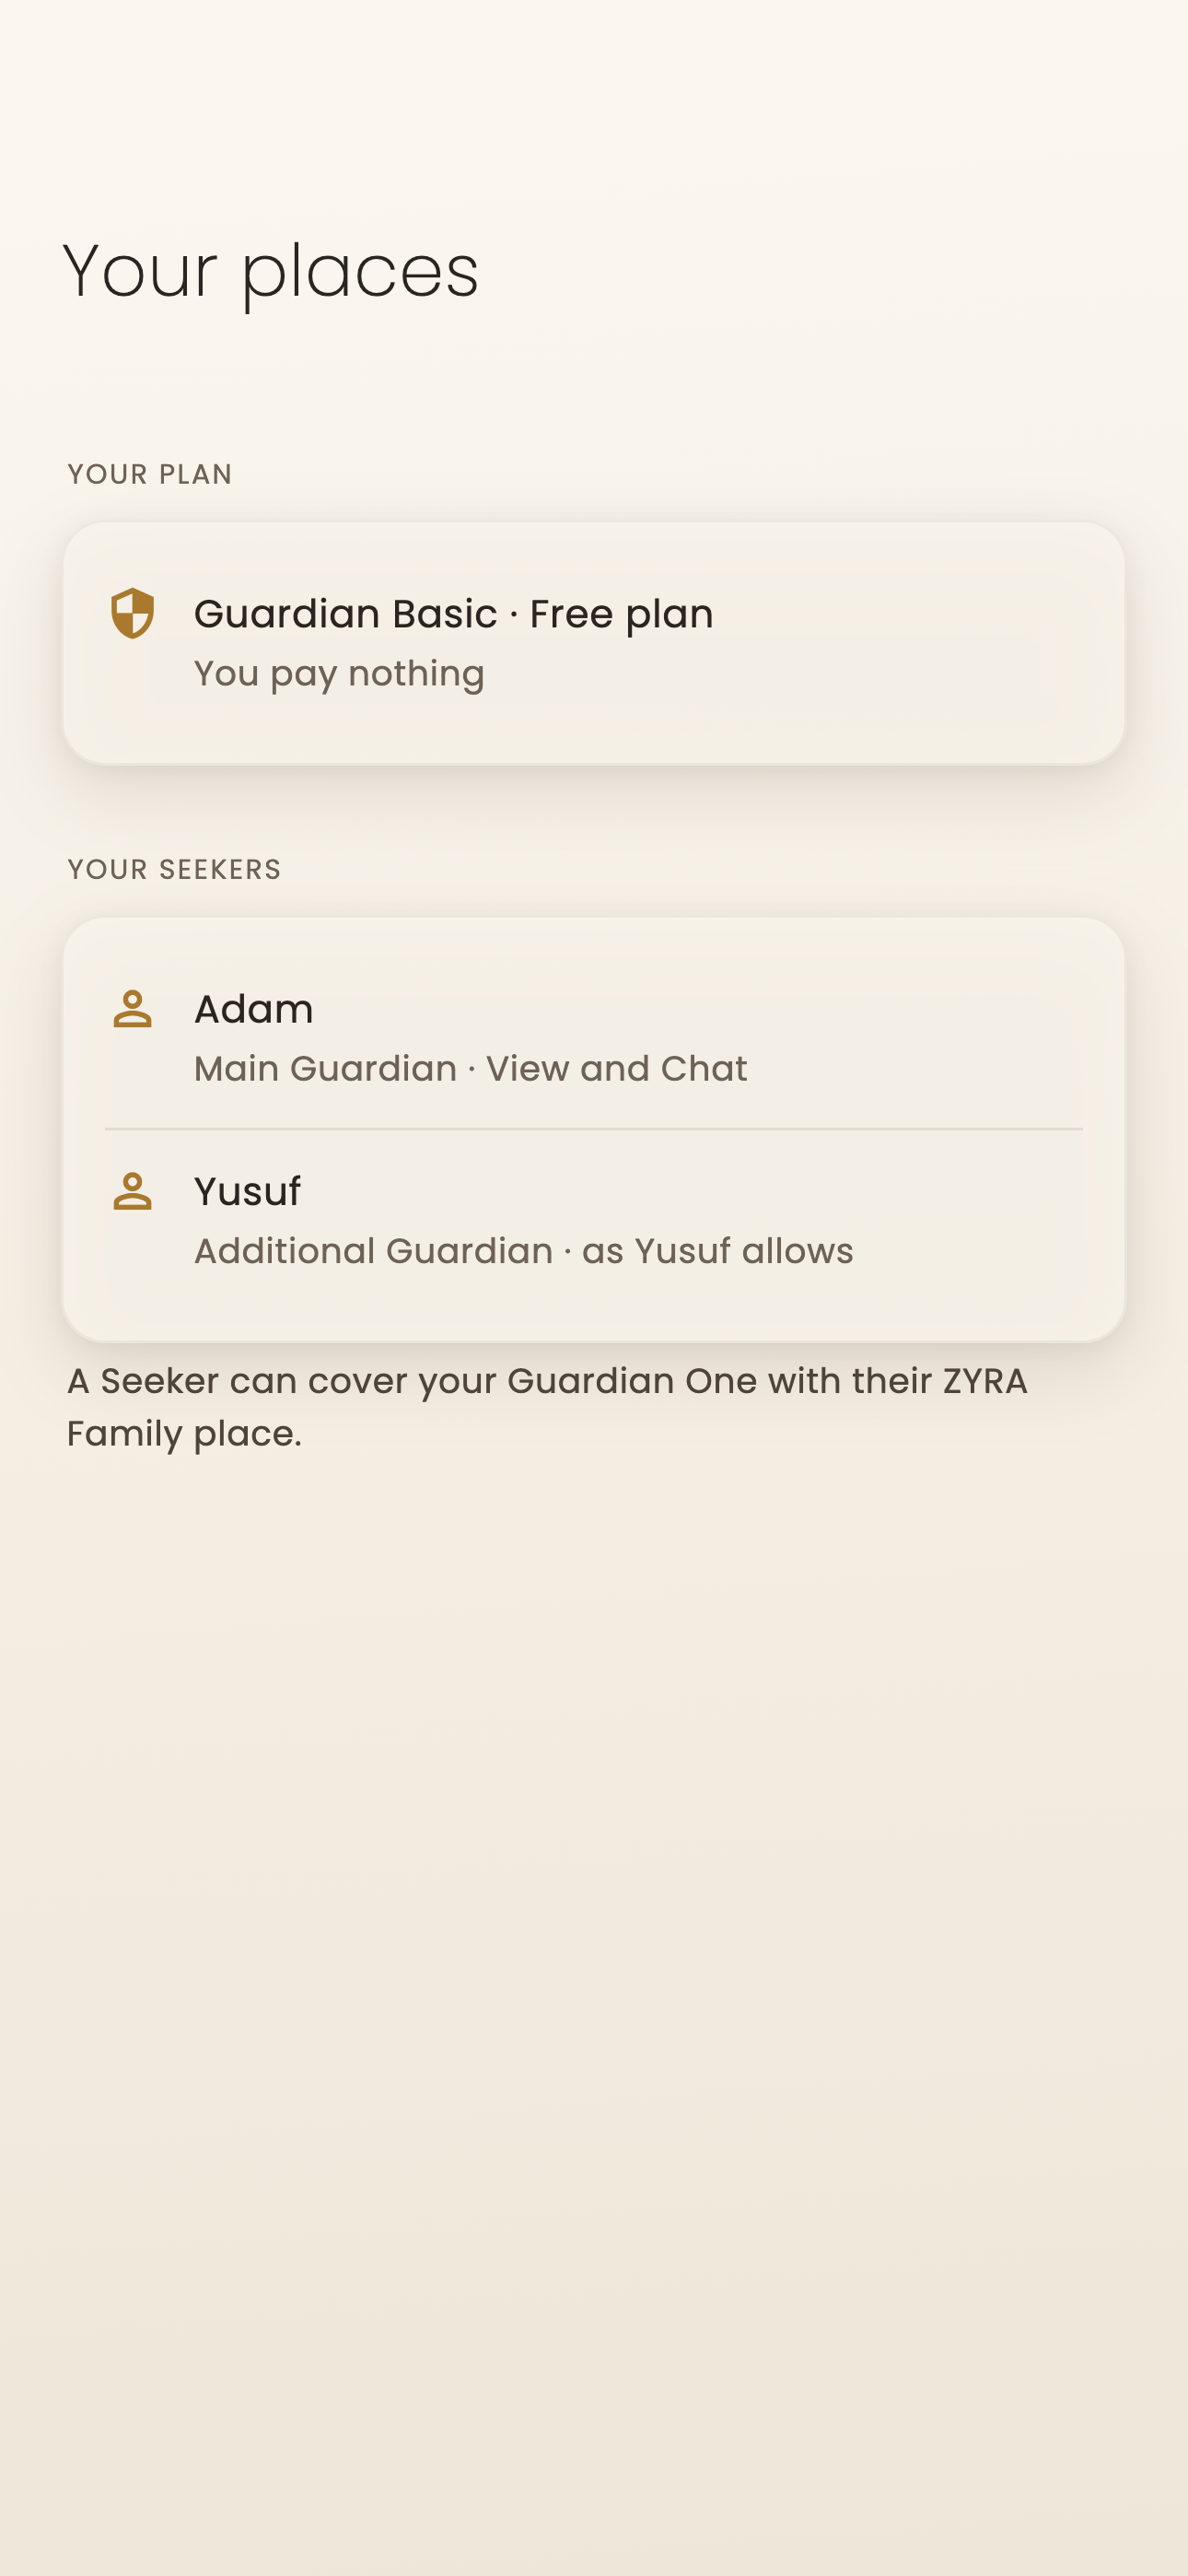 Your places
YOUR PLAN
Guardian Basic · Free plan
You pay nothing
YOUR SEEKERS
Adam
Main Guardian · View and Chat
Yusuf
Additional Guardian · as Yusuf allows
A Seeker can cover your Guardian One with their ZYRA
Family place.